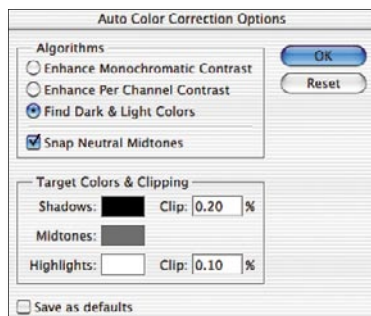 Auto Color Correction Options
Algorithms
Enhance Monochromatic Contrast
Enhance Per Channel Contrast
Find Dark & Light Colors
Snap Neutral Midtones
OK
Reset
Target Colors & Clipping
Shadows: Clip: 0.20 %
Midtones:
Highlights: Clip: 0.10 %
Save as defaults